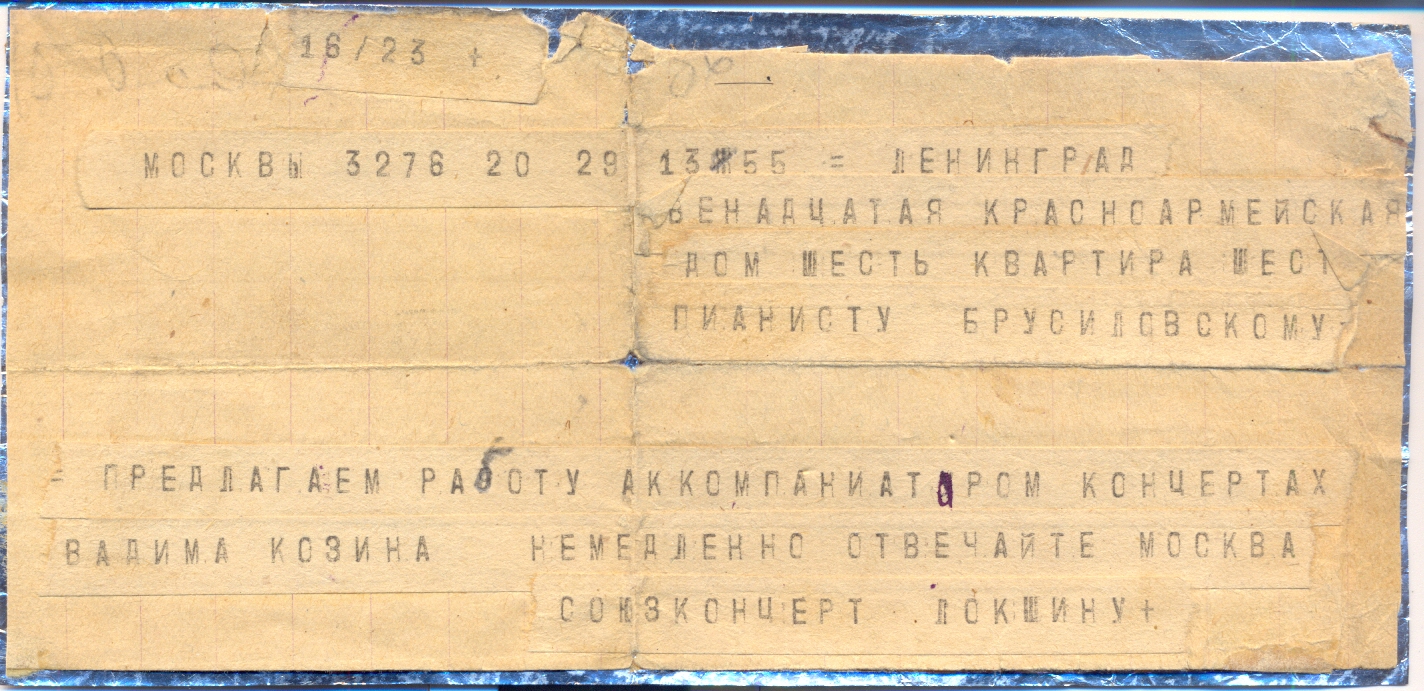 16/23 +
МОСКВЫ 3276 20 29 13Ж55 = ЛЕНИНГРАД
ВЕНАДЧАТАЯ КРАСНОАРМЕЙСКАЯ
ДОМ ШЕСТЬ КВАРТИРА ШЕСТ
ПИАНИСТУ БРУСИЛОВСКОМУ-
- ПРЕДЛАГАЕМ РАБОТУ АККОМПАНИАТОРОМ КОНЦЕРТАХ
ВАДИМА КОЗИНА НЕМЕДЛЕННО ОТВЕЧАЙТЕ МОСКВА
СОЮЗКОНЦЕРТ ЛОКШИНУ+